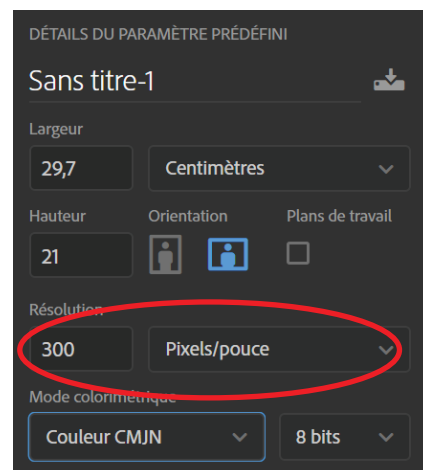 DÉTAILS DU PARAMÈTRE PRÉDÉFINI
Sans titre-1
Largeur
29,7 Centimètres
Hauteur Orientation Plans de travail
21
Résolution
300 Pixels/pouce
Mode colorimétrique
Couleur CMJN 8 bits